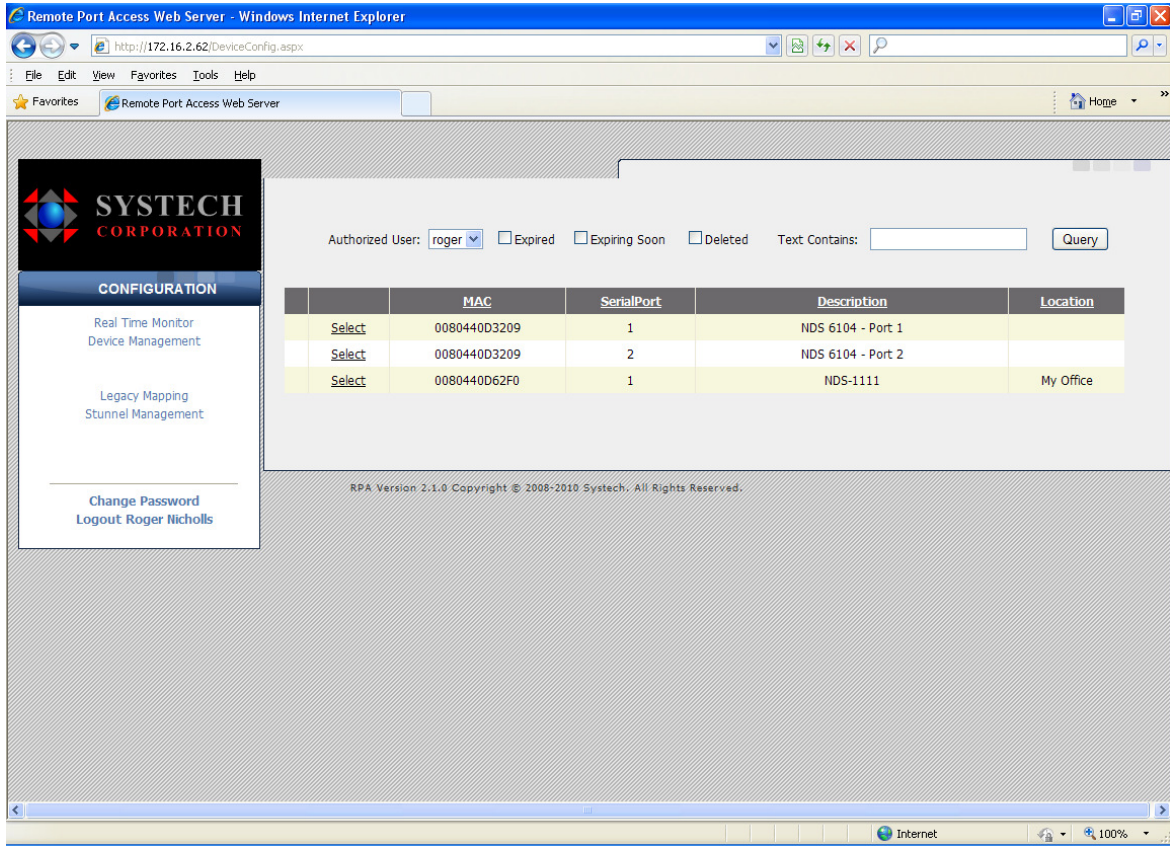 Remote Port Access Web Server - Windows Internet Explorer
http://172.16.2.62/DeviceConfig.aspx
File Edit View Favorites Tools Help
Favorites Remote Port Access Web Server Home »
SYSTECH
CORPORATION
CONFIGURATION
Real Time Monitor
Device Management
Legacy Mapping
Stunnel Management
Change Password
Logout Roger Nicholls
Authorized User: roger Expired Expiring Soon Deleted Text Contains: Query
MAC SerialPort Description Location
Select 0080440D3209 1 NDS 6104 - Port 1
Select 0080440D3209 2 NDS 6104 - Port 2
Select 0080440D62F0 1 NDS-1111 My Office
RPA Version 2.1.0 Copyright © 2008-2010 Systech. All Rights Reserved.
Internet 100%